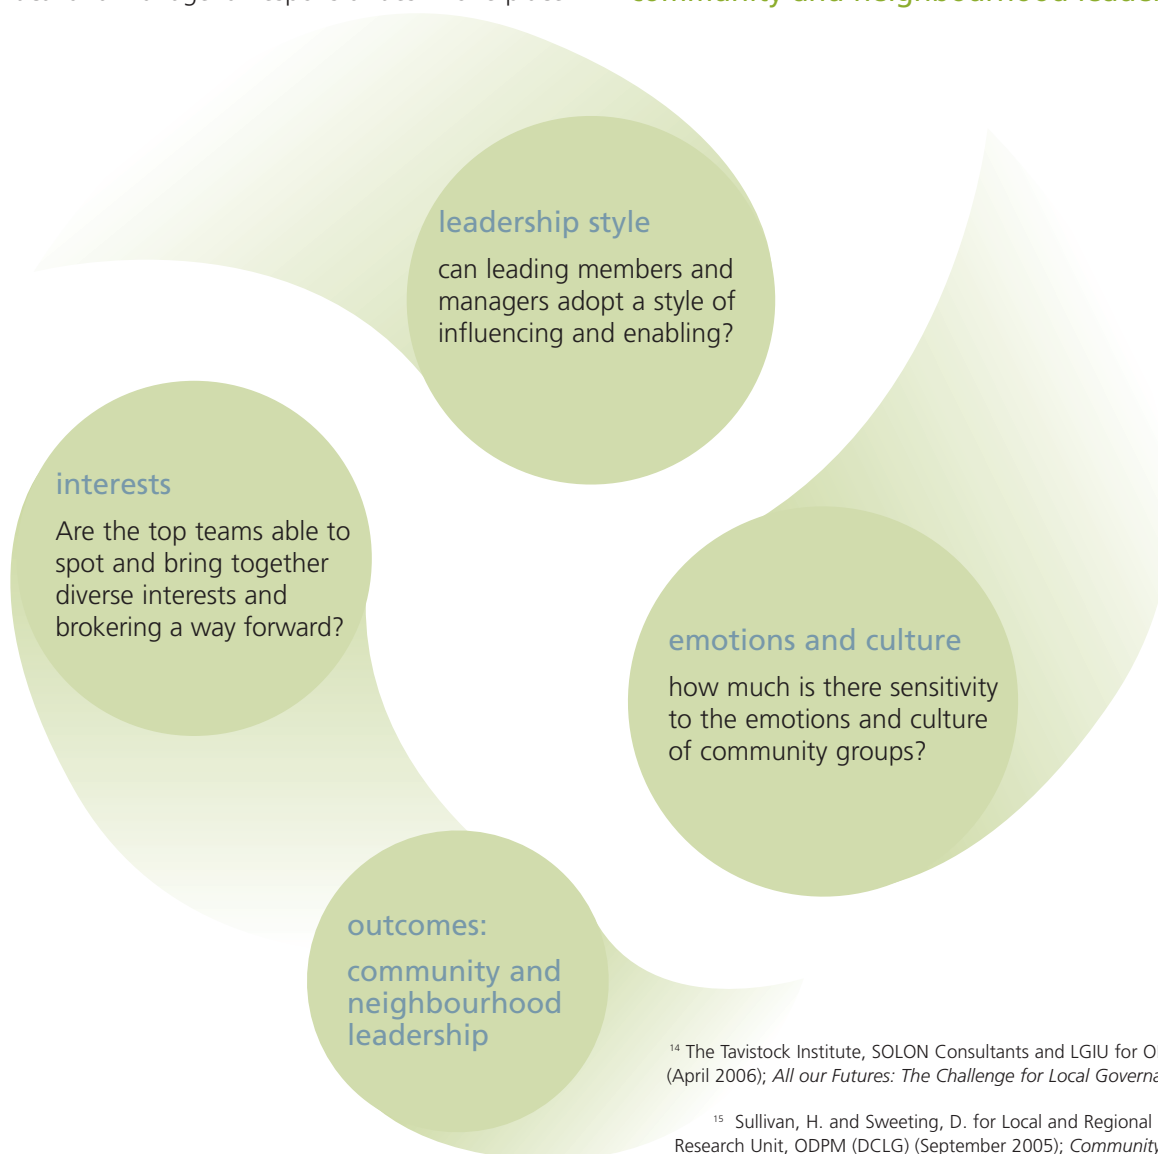 community and neighbourhood
leadership style
can leading members and
managers adopt a style of
influencing and enabling?
interests
Are the top teams able to
spot and bring together
diverse interests and
brokering a way forward?
emotions and culture
how much is there sensitivity
to the emotions and culture
of community groups?
outcomes:
community and
neighbourhood
leadership
14 The Tavistock Institute, SOLON Consultants and LGIU for
(April 2006); All our Futures: The Challenge for Local
15 Sullivan, H. and Sweeting, D. for Local and Regional
Research Unit, ODPM (DCLG) (September 2005); Community